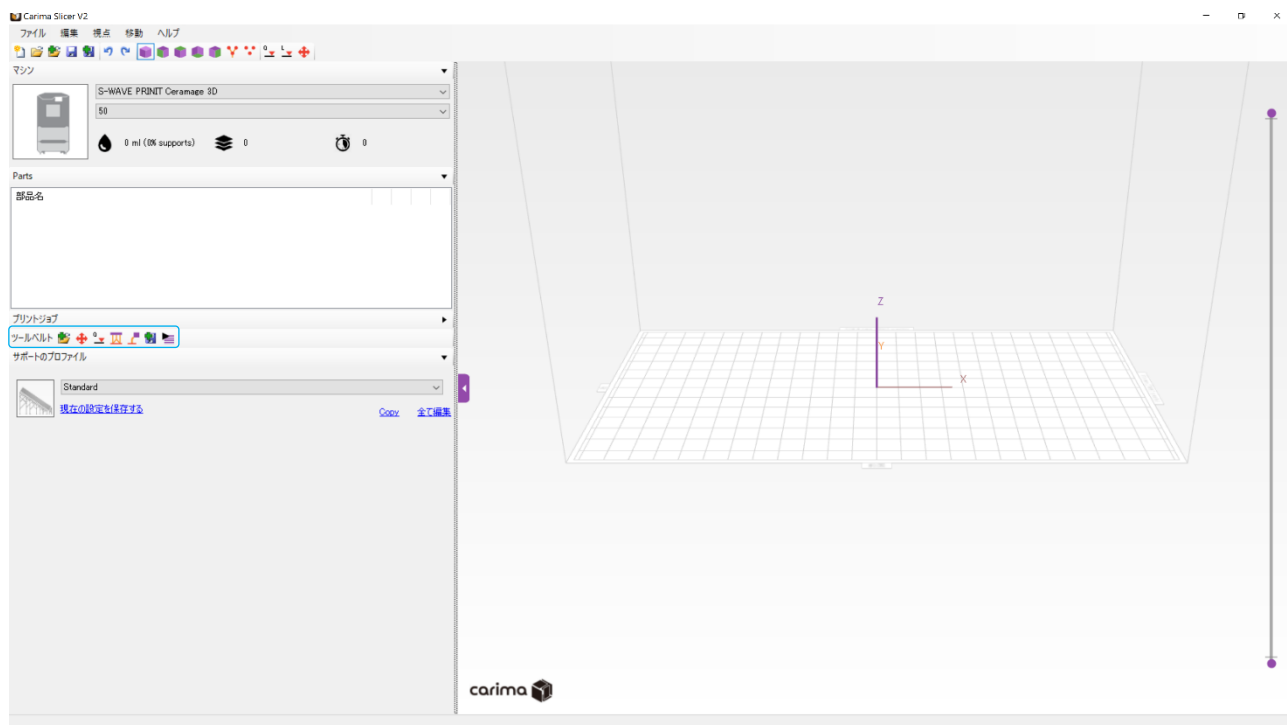 Carima Slicer V2
ファイル 編集 視点 移動 ヘルプ
マシン
S-WAVE PRINIT Ceramage 3D
50
0 ml (0% supports) 0 0
Parts
部品名
プリントジョブ
ツールベルト
サポートのプロファイル
Standard
現在の設定を保存する Copy 全て編集
Z
Y
X
carima